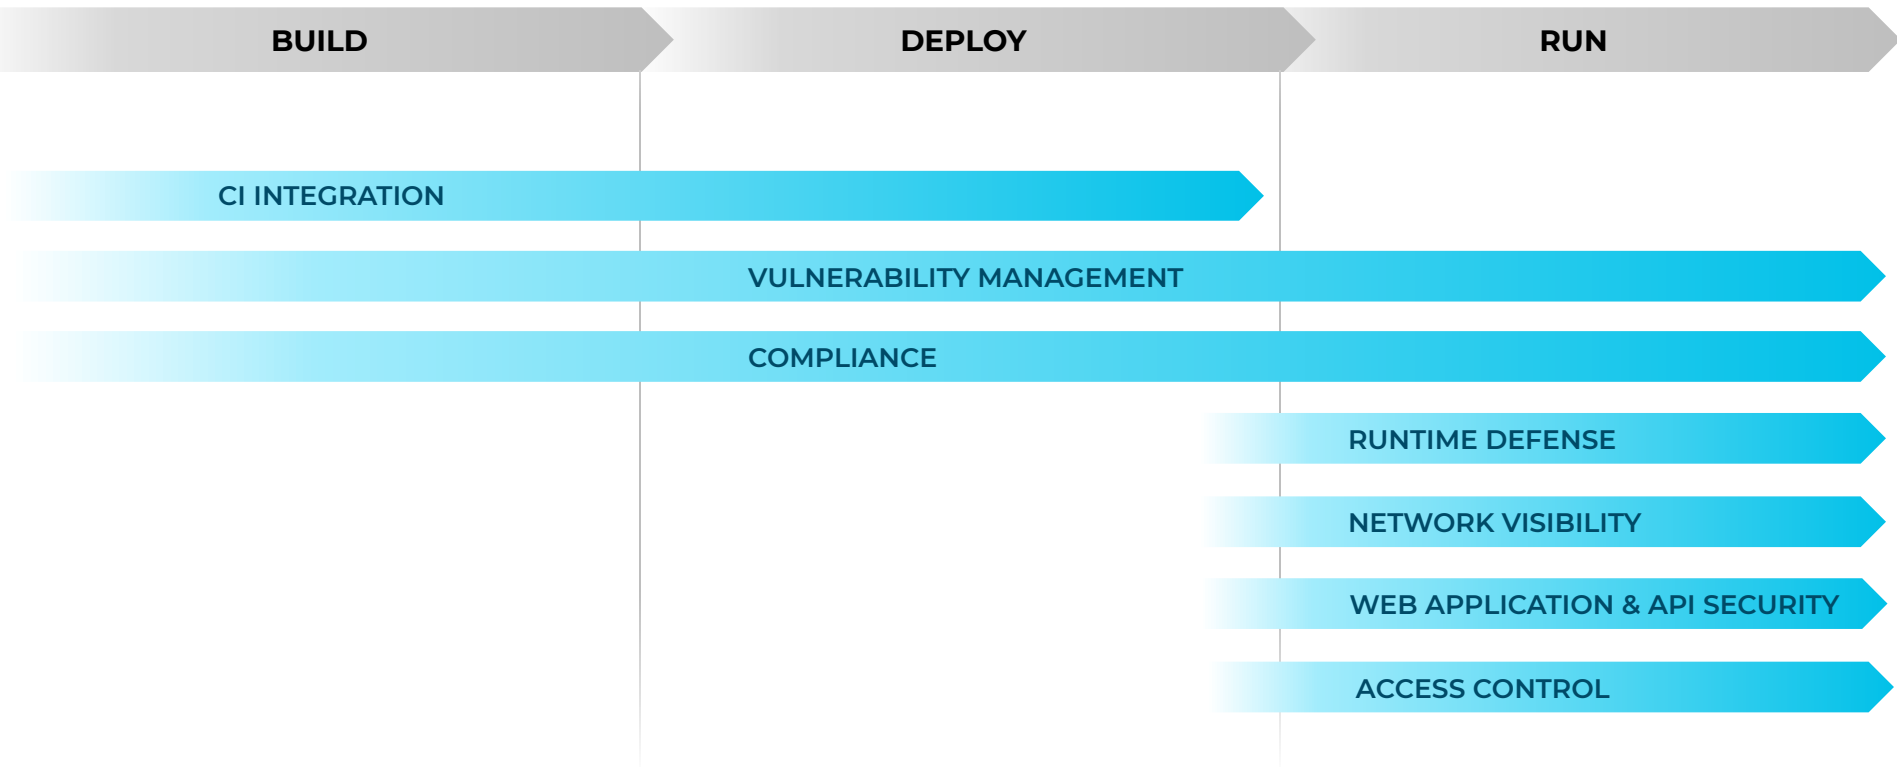 BUILD
DEPLOY
RUN
CI INTEGRATION
VULNERABILITY MANAGEMENT
COMPLIANCE
RUNTIME DEFENSE
NETWORK VISIBILITY
WEB APPLICATION & API SECURITY
ACCESS CONTROL